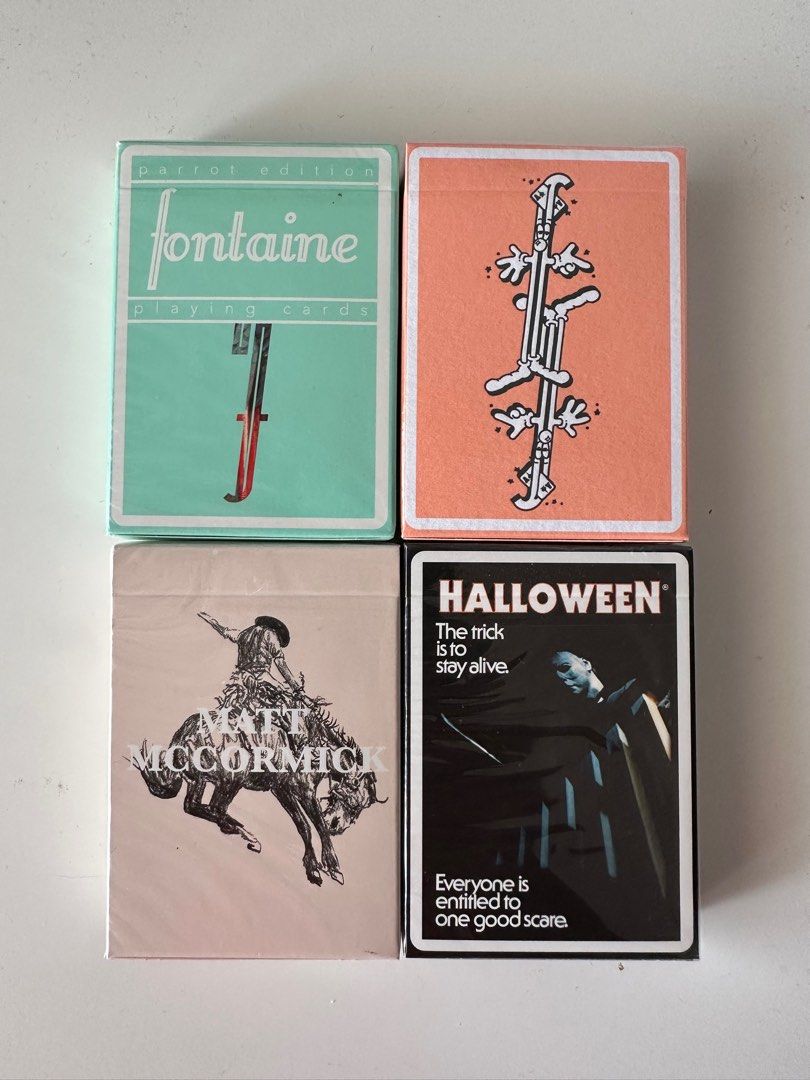 parrot edition
fontaine
playing cards
MATT
MCCORMICK
HALLOWEEN®
The trick
is to
stay alive.
Everyone is
entitled to
one good scare.